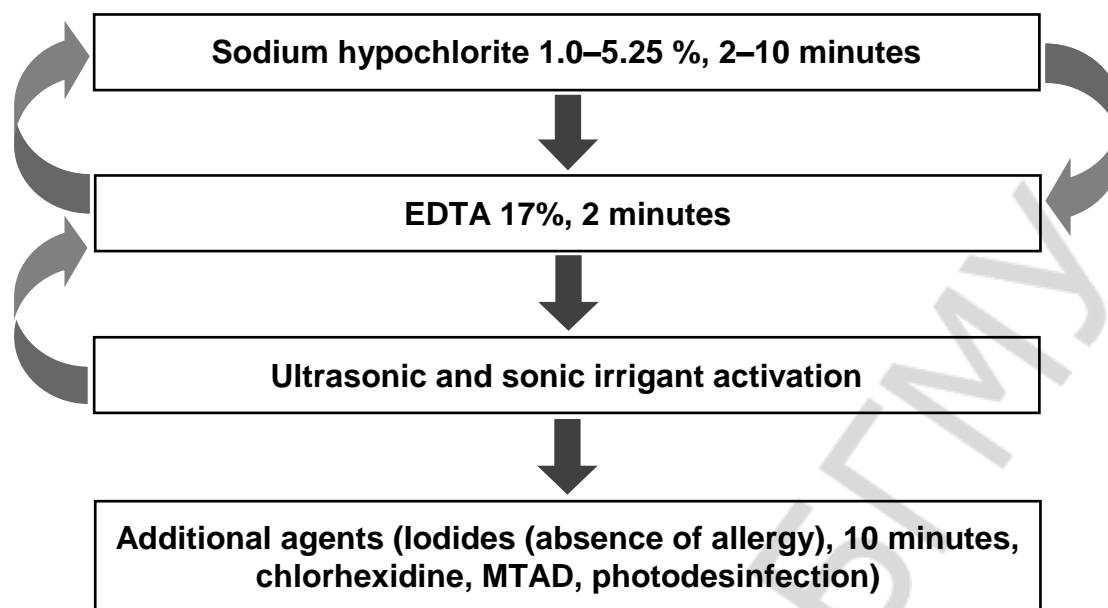 Sodium hypochlorite 1.0–5.25 %, 2–10 minutes
EDTA 17%, 2 minutes
Ultrasonic and sonic irrigant activation
Additional agents (Iodides (absence of allergy), 10 minutes,
chlorhexidine, MTAD, photodesinfection)
БГМУ